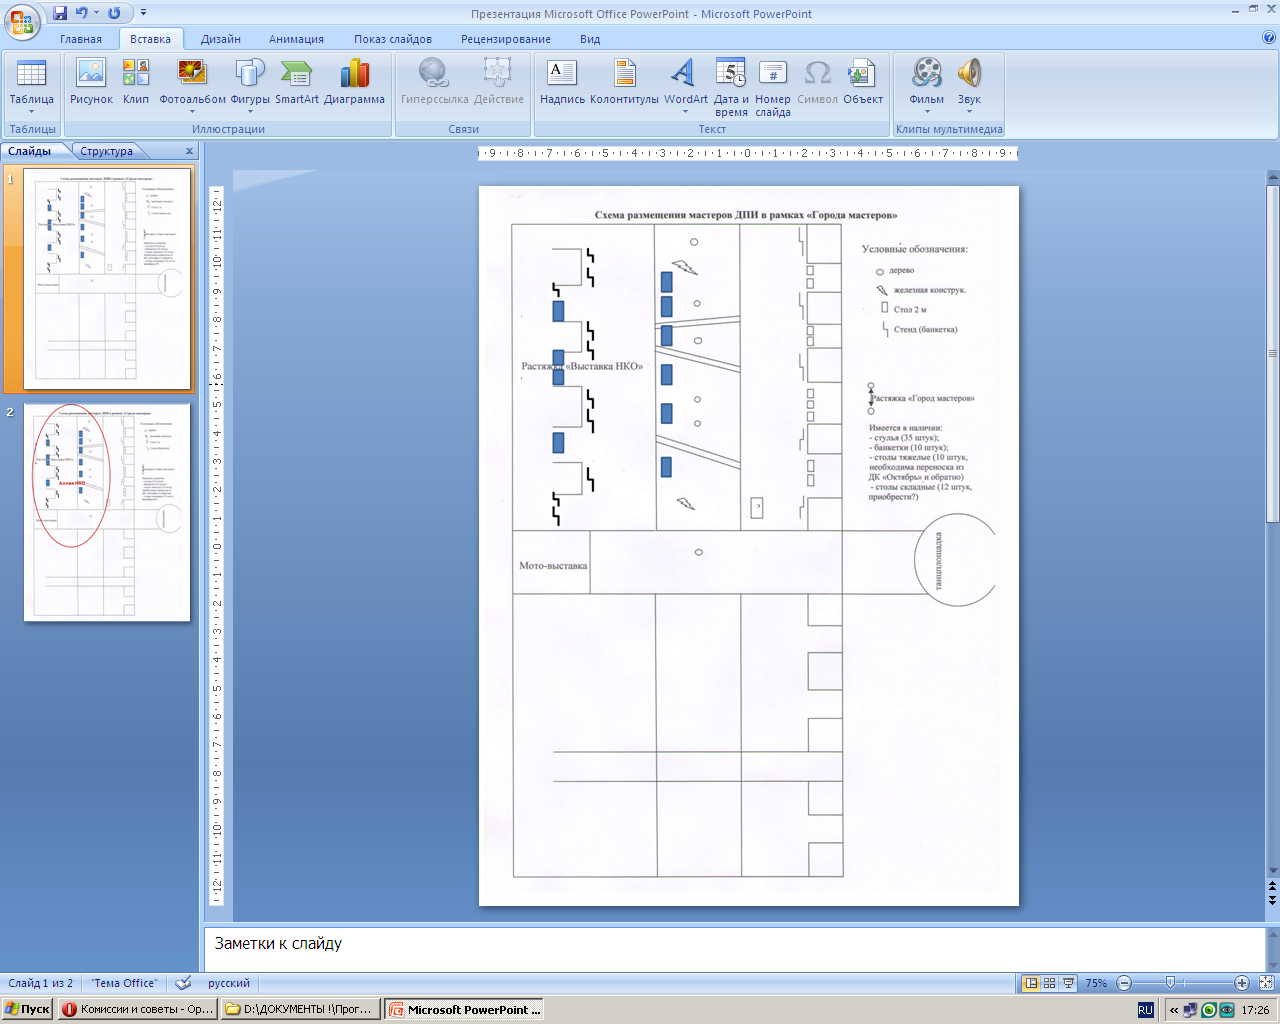 Презентация Microsoft Office PowerPoint - Microsoft PowerPoint
Главная Вставка Дизайн Анимация Показ слайдов Рецензирование Вид
Таблица Рисунок Клип Фотоальбом Фигуры SmartArt Диаграмма Гиперссылка Действие Надпись Колонтитулы WordArt Дата и время Номер слайда Символ Объект Фильм Звук
Таблицы Иллюстрации Связи Текст Клипы мультимедиа
Слайды Структура
1
2
Аллея НКО
Схема размещения мастеров ДПИ в рамках «Города мастеров»
Условные обозначения:
дерево
железная конструк.
Стол 2 м
Стенд (банкетка)
Растяжка «Выставка НКО»
Растяжка «Город мастеров»
Имеется в наличии:
- стулья (35 штук);
- банкетки (10 штук);
- столы тяжелые (10 штук,
необходима переноска из
ДК «Октябрь» и обратно)
- столы складные (12 штук,
приобрести?)
Мото-выставка
танцплощадка
Заметки к слайду
Слайд 1 из 2 "Тема Office" русский 75%
Пуск Комиссии и советы - Op... D:\ДОКУМЕНТЫ !\Прог... Microsoft PowerPoint ... RU « 17:26